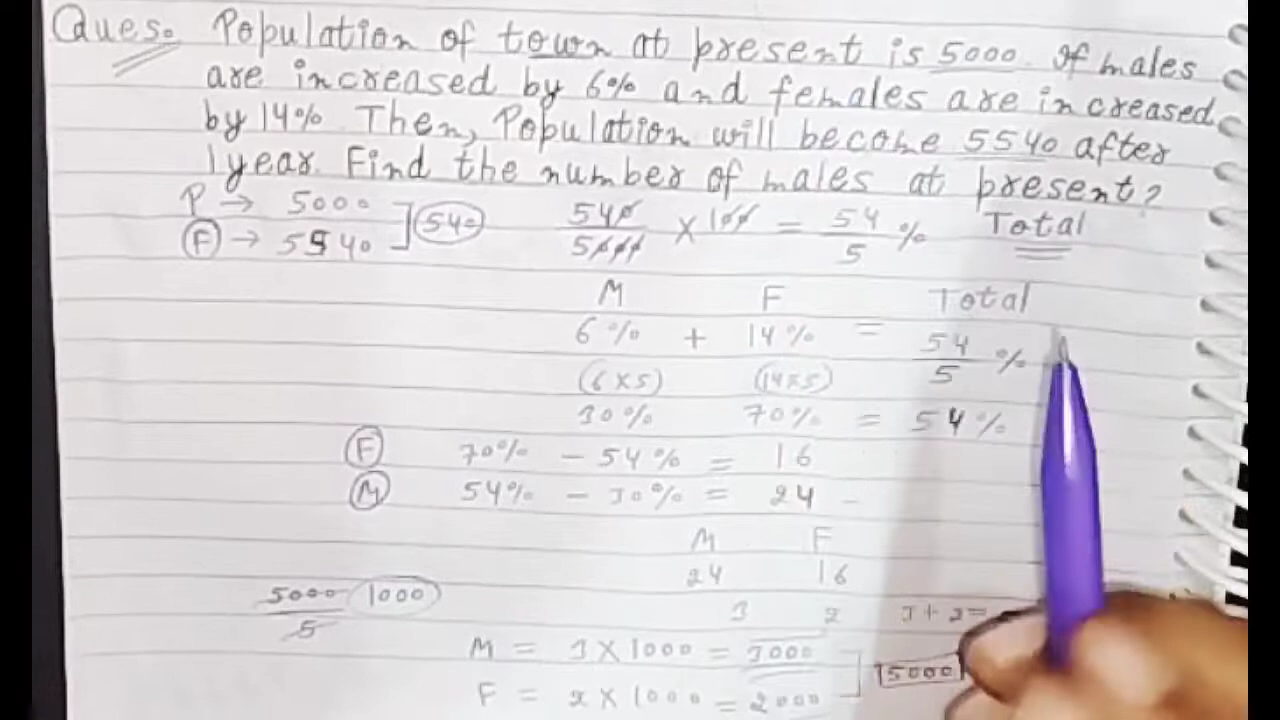 Ques. Population of town at present is 5000. If males
are increased by 6% and females are increased
by 14% Then, Population will become 5540 after
1 year. Find the number of males at present?
P → 5000
F → 5540 ] 540 540/5000 × 100 = 54/5 % Total
M F Total
6% + 14% = 54/5 %
(6×5) (14×5)
30% 70% = 54%
F 70% - 54% = 16
M 54% - 30% = 24 -
M F
24 16
5000/5 1000 3 2 3+2=
M = 3×1000 = 3000
F = 2×1000 = 2000 ] 5000